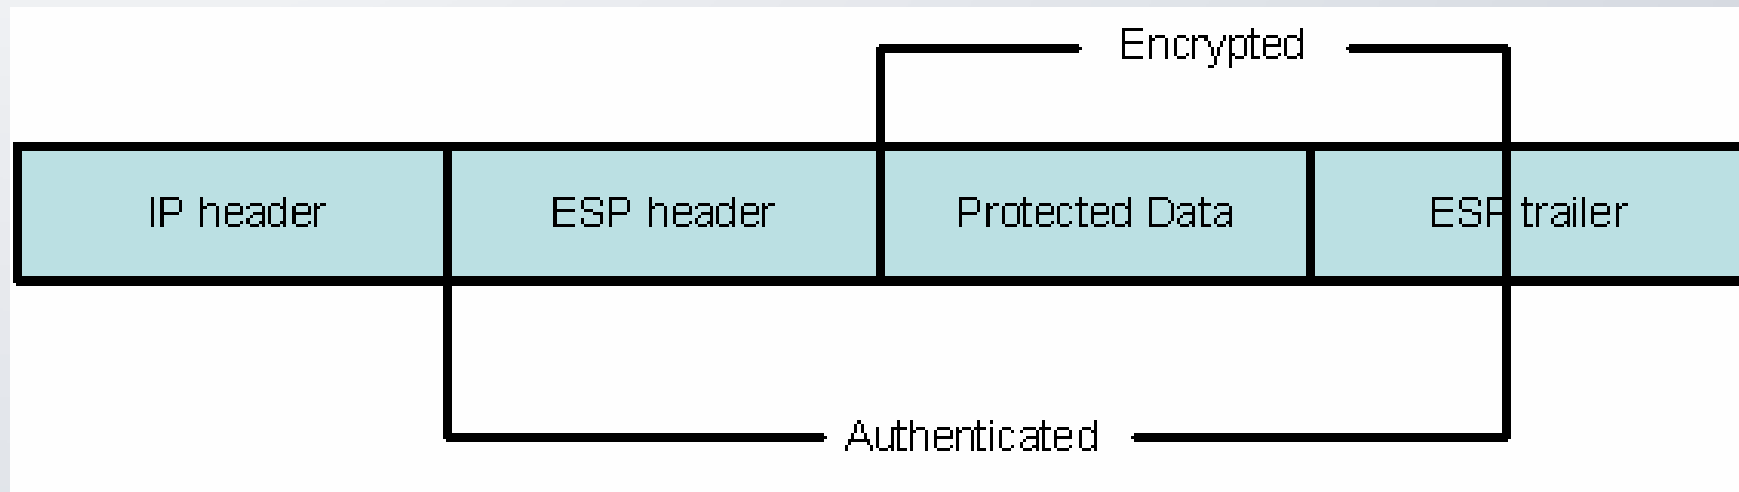 Encrypted
IP header ESP header Protected Data ESP trailer
Authenticated